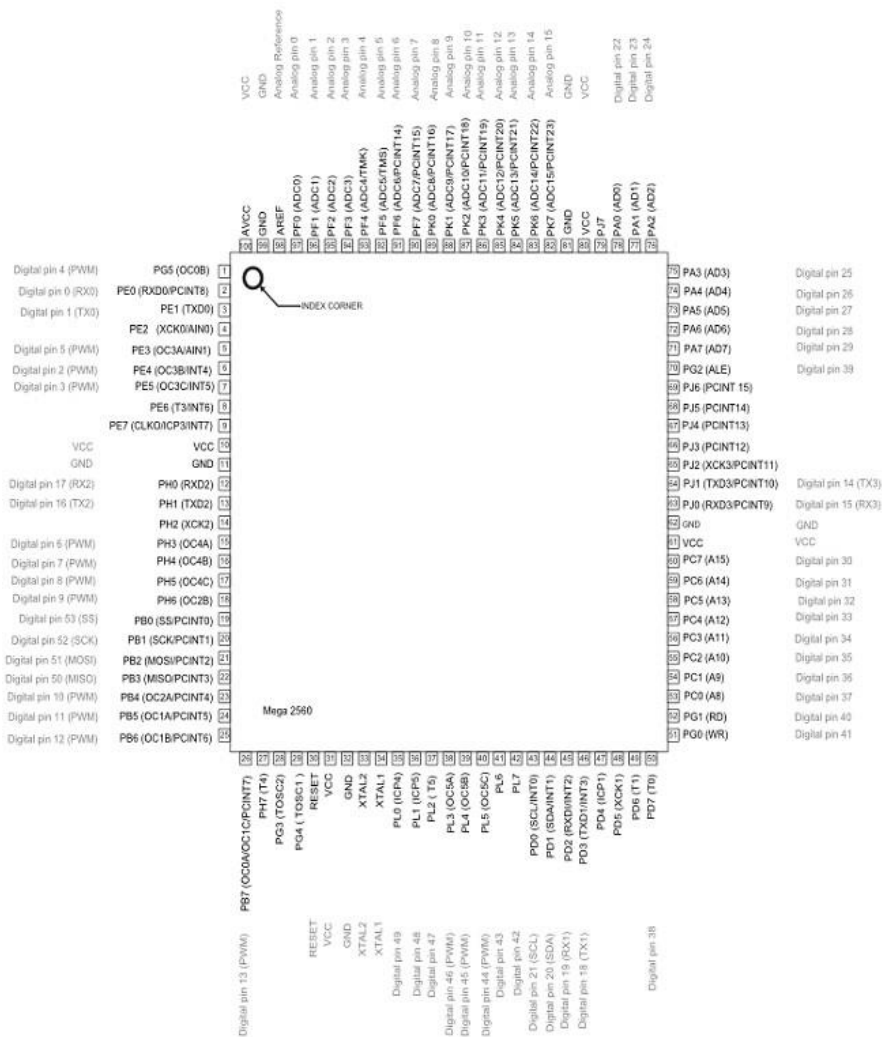 VCC
GND
Analog Reference
Analog pin 0
Analog pin 1
Analog pin 2
Analog pin 3
Analog pin 4
Analog pin 5
Analog pin 6
Analog pin 7
Analog pin 8
Analog pin 9
Analog pin 10
Analog pin 11
Analog pin 12
Analog pin 13
Analog pin 14
Analog pin 15
GND
VCC
Digital pin 22
Digital pin 23
Digital pin 24
AVCC
GND
AREF
PF0 (ADC0)
PF1 (ADC1)
PF2 (ADC2)
PF3 (ADC3)
PF4 (ADC4/TMK)
PF5 (ADC5/TMS)
PF6 (ADC6/PCINT14)
PF7 (ADC7/PCINT15)
PK0 (ADC8/PCINT16)
PK1 (ADC9/PCINT17)
PK2 (ADC10/PCINT18)
PK3 (ADC11/PCINT19)
PK4 (ADC12/PCINT20)
PK5 (ADC13/PCINT21)
PK6 (ADC14/PCINT22)
PK7 (ADC15/PCINT23)
GND
VCC
PJ7
PA0 (AD0)
PA1 (AD1)
PA2 (AD2)
100 99 98 97 96 95 94 93 92 91 90 89 88 87 86 85 84 83 82 81 80 79 78 77 76
Digital pin 4 (PWM) PG5 (OC0B) 1
Digital pin 0 (RX0) PE0 (RXD0/PCINT8) 2
Digital pin 1 (TX0) PE1 (TXD0) 3
PE2 (XCK0/AIN0) 4
Digital pin 5 (PWM) PE3 (OC3A/AIN1) 5
Digital pin 2 (PWM) PE4 (OC3B/INT4) 6
Digital pin 3 (PWM) PE5 (OC3C/INT5) 7
PE6 (T3/INT6) 8
PE7 (CLKO/ICP3/INT7) 9
VCC VCC 10
GND GND 11
Digital pin 17 (RX2) PH0 (RXD2) 12
Digital pin 16 (TX2) PH1 (TXD2) 13
PH2 (XCK2) 14
Digital pin 6 (PWM) PH3 (OC4A) 15
Digital pin 7 (PWM) PH4 (OC4B) 16
Digital pin 8 (PWM) PH5 (OC4C) 17
Digital pin 9 (PWM) PH6 (OC2B) 18
Digital pin 53 (SS) PB0 (SS/PCINT0) 19
Digital pin 52 (SCK) PB1 (SCK/PCINT1) 20
Digital pin 51 (MOSI) PB2 (MOSI/PCINT2) 21
Digital pin 50 (MISO) PB3 (MISO/PCINT3) 22
Digital pin 10 (PWM) PB4 (OC2A/PCINT4) 23
Digital pin 11 (PWM) PB5 (OC1A/PCINT5) 24
Digital pin 12 (PWM) PB6 (OC1B/PCINT6) 25
INDEX CORNER
Mega 2560
75 PA3 (AD3) Digital pin 25
74 PA4 (AD4) Digital pin 26
73 PA5 (AD5) Digital pin 27
72 PA6 (AD6) Digital pin 28
71 PA7 (AD7) Digital pin 29
70 PG2 (ALE) Digital pin 39
69 PJ6 (PCINT 15)
68 PJ5 (PCINT14)
67 PJ4 (PCINT13)
66 PJ3 (PCINT12)
65 PJ2 (XCK3/PCINT11)
64 PJ1 (TXD3/PCINT10) Digital pin 14 (TX3)
63 PJ0 (RXD3/PCINT9) Digital pin 15 (RX3)
62 GND GND
61 VCC VCC
60 PC7 (A15) Digital pin 30
59 PC6 (A14) Digital pin 31
58 PC5 (A13) Digital pin 32
57 PC4 (A12) Digital pin 33
56 PC3 (A11) Digital pin 34
55 PC2 (A10) Digital pin 35
54 PC1 (A9) Digital pin 36
53 PC0 (A8) Digital pin 37
52 PG1 (RD) Digital pin 40
51 PG0 (WR) Digital pin 41
26 27 28 29 30 31 32 33 34 35 36 37 38 39 40 41 42 43 44 45 46 47 48 49 50
PB7 (OC0A/OC1C/PCINT7)
PH7 (T4)
PG3 (TOSC2)
PG4 ( TOSC1 )
RESET
VCC
GND
XTAL2
XTAL1
PL0 (ICP4)
PL1 (ICP5)
PL2 ( T5)
PL3 (OC5A)
PL4 (OC5B)
PL5 (OC5C)
PL6
PL7
PD0 (SCL/INT0)
PD1 (SDA/INT1)
PD2 (RXDI/INT2)
PD3 (TXD1/INT3)
PD4 (ICP1)
PD5 (XCK1)
PD6 (T1)
PD7 (T0)
Digital pin 13 (PWM)
RESET
VCC
GND
XTAL2
XTAL1
Digital pin 49
Digital pin 48
Digital pin 47
Digital pin 46 (PWM)
Digital pin 45 (PWM)
Digital pin 44 (PWM)
Digital pin 43
Digital pin 42
Digital pin 21 (SCL)
Digital pin 20 (SDA)
Digital pin 19 (RX1)
Digital pin 18 (TX1)
Digital pin 38